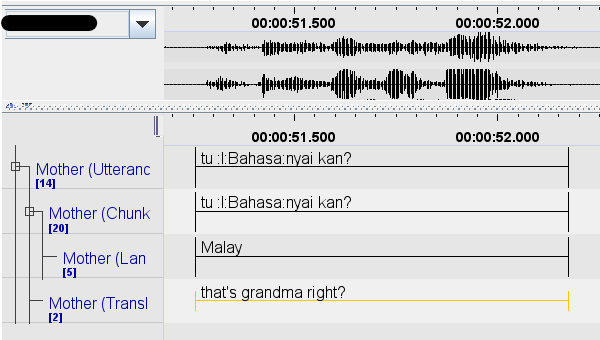 00:00:51.500 00:00:52.000
00:00:51.500 00:00:52.000
Mother (Utteranc
[14]
tu :l:Bahasa:nyai kan?
Mother (Chunk
[20]
tu :l:Bahasa:nyai kan?
Mother (Lan
[5]
Malay
Mother (Transl
[2]
that's grandma right?